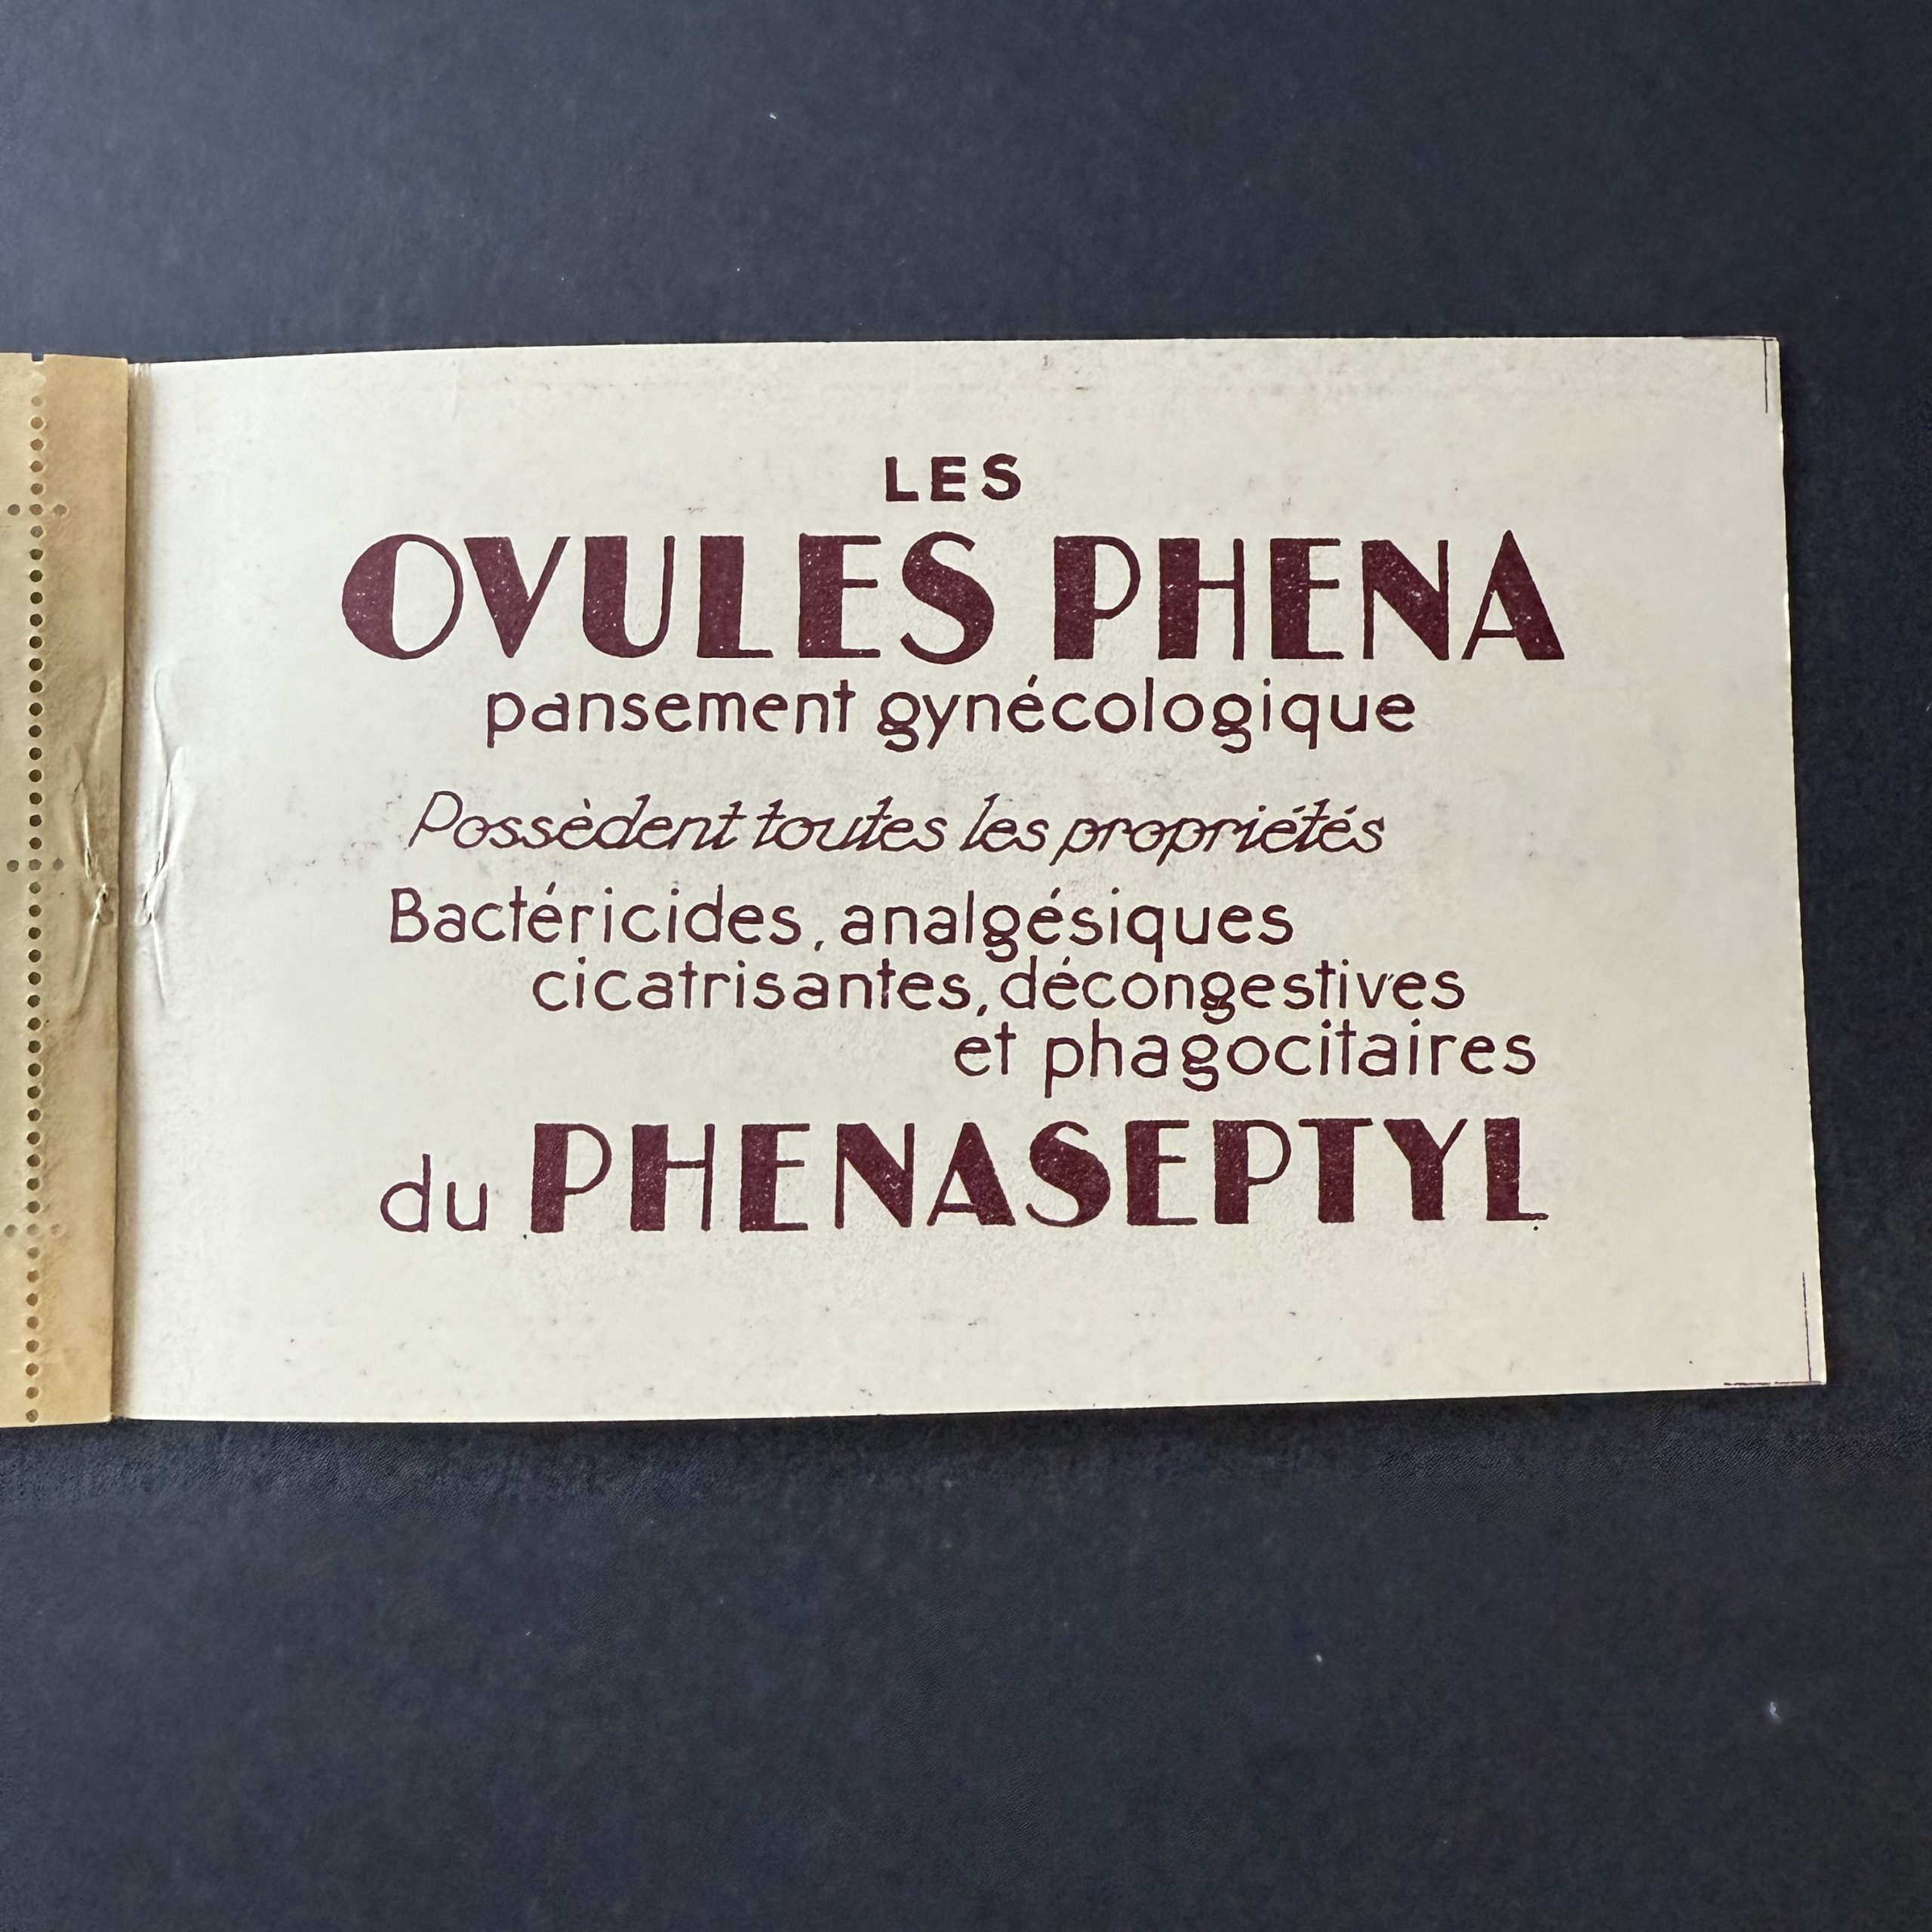 LES
OVULES PHENA
pansement gynécologique
Possèdent toutes les propriétés
Bactéricides, analgésiques
cicatrisantes, décongestives
et phagocitaires
du PHENASEPTYL